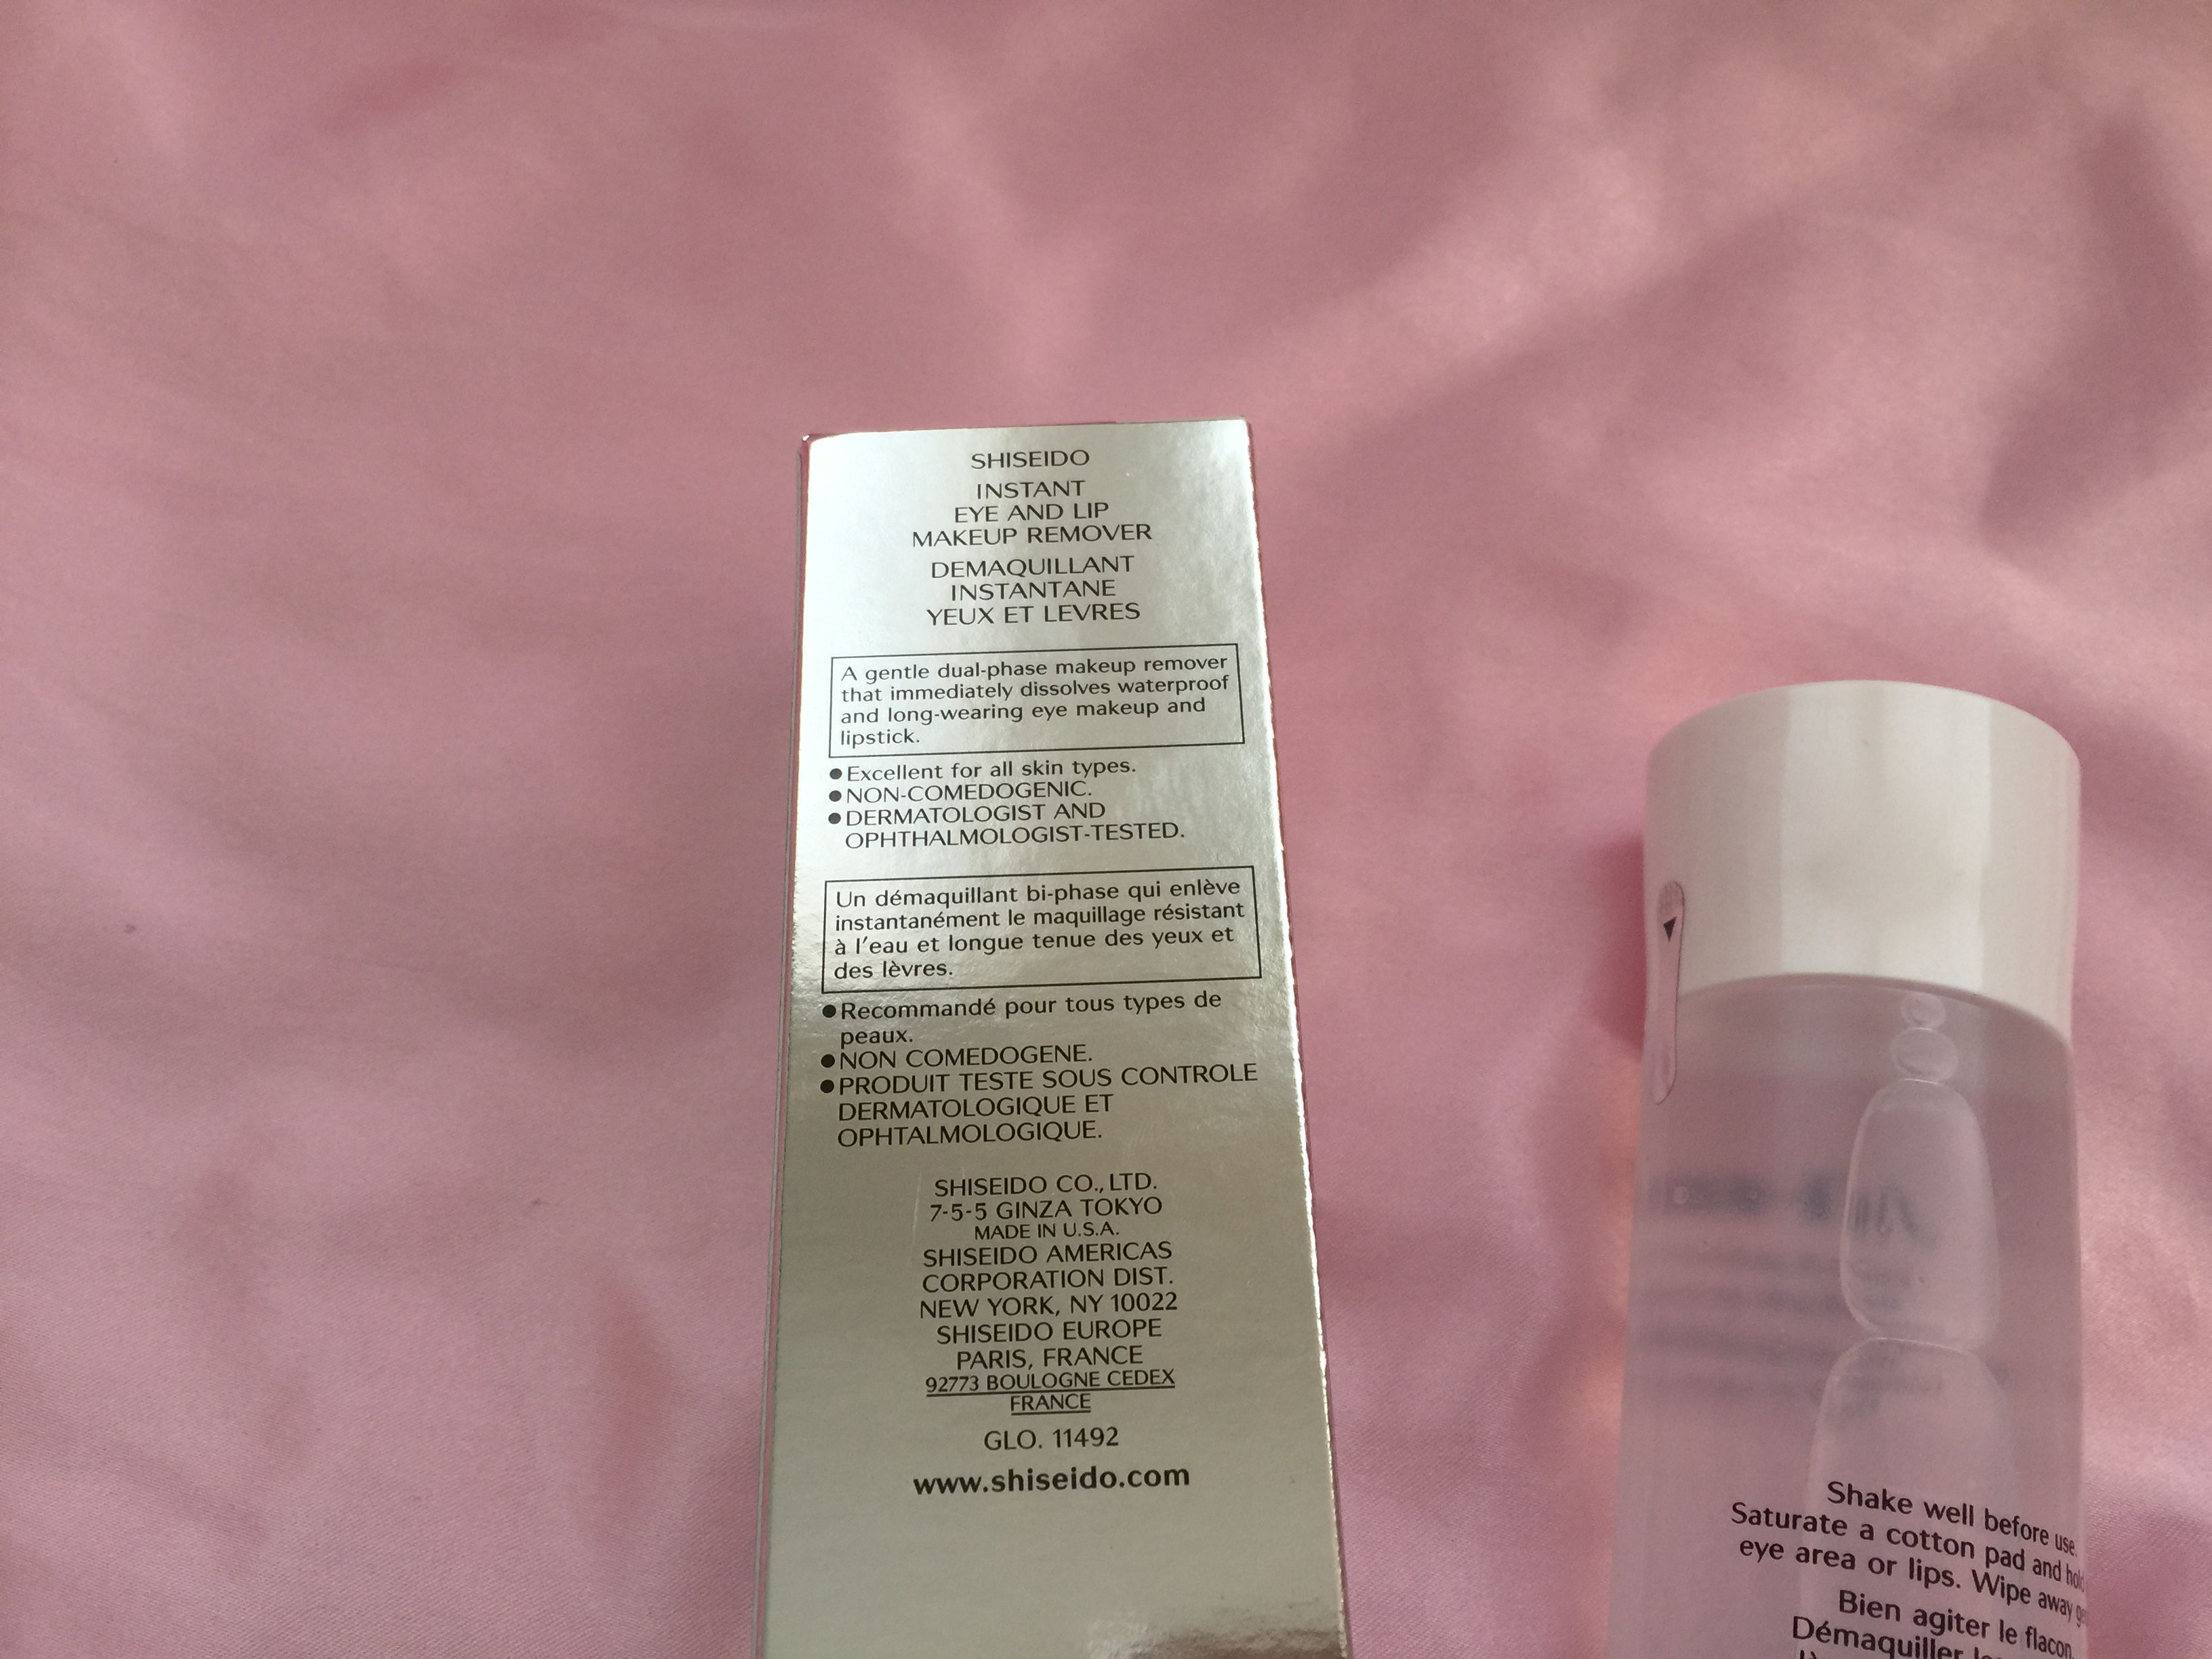 SHISEIDO
INSTANT
EYE AND LIP
MAKEUP REMOVER
DEMAQUILLANT
INSTANTANE
YEUX ET LEVRES
A gentle dual-phase makeup remover
that immediately dissolves waterproof
and long-wearing eye makeup and
lipstick.
●Excellent for all skin types.
●NON-COMEDOGENIC.
●DERMATOLOGIST AND
OPHTHALMOLOGIST-TESTED.
Un démaquillant bi-phase qui enlève
instantanément le maquillage résistant
à l'eau et longue tenue des yeux et
des lèvres.
●Recommandé pour tous types de
peaux.
●NON COMEDOGENE.
●PRODUIT TESTE SOUS CONTROLE
DERMATOLOGIQUE ET
OPHTALMOLOGIQUE.
SHISEIDO CO., LTD.
7-5-5 GINZA TOKYO
MADE IN U.S.A.
SHISEIDO AMERICAS
CORPORATION DIST.
NEW YORK, NY 10022
SHISEIDO EUROPE
PARIS, FRANCE
92773 BOULOGNE CEDEX
FRANCE
GLO. 11492
www.shiseido.com
Shake well before use.
Saturate a cotton pad and
eye area or lips. Wipe away
Bien agiter le flacon.
Démaquiller